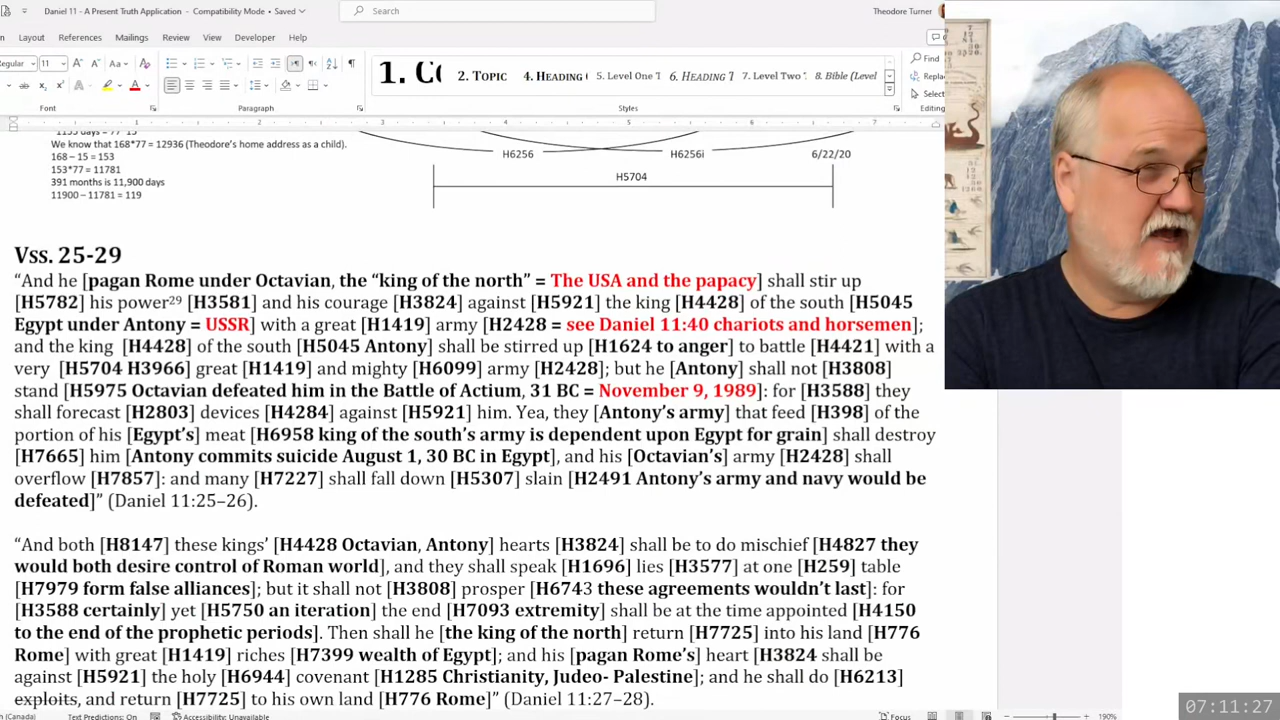 Daniel 11 - A Present Truth Application - Compatibility Mode • Saved
Search
Theodore Turner
Layout References Mailings Review View Developer Help
Regular 11 Aa
1. 2. TOPIC 4. HEADING 5. Level One 6. HEADING 7. Level Two 8. Bible (Level
Find
Select
Font Paragraph Styles Editing
1 2 3 4 5 6 7
We know that 168*77 = 12936 (Theodore's home address as a child).
168 – 15 = 153
153*77 = 11781
391 months is 11,900 days
11900 – 11781 = 119
H6256 H6256i 6/22/20
H5704
Vss. 25-29
“And he [pagan Rome under Octavian, the “king of the north” = The USA and the papacy] shall stir up
[H5782] his power29 [H3581] and his courage [H3824] against [H5921] the king [H4428] of the south [H5045
Egypt under Antony = USSR] with a great [H1419] army [H2428 = see Daniel 11:40 chariots and horsemen];
and the king [H4428] of the south [H5045 Antony] shall be stirred up [H1624 to anger] to battle [H4421] with a
very [H5704 H3966] great [H1419] and mighty [H6099] army [H2428]; but he [Antony] shall not [H3808]
stand [H5975 Octavian defeated him in the Battle of Actium, 31 BC = November 9, 1989]: for [H3588] they
shall forecast [H2803] devices [H4284] against [H5921] him. Yea, they [Antony’s army] that feed [H398] of the
portion of his [Egypt’s] meat [H6958 king of the south’s army is dependent upon Egypt for grain] shall destroy
[H7665] him [Antony commits suicide August 1, 30 BC in Egypt], and his [Octavian’s] army [H2428] shall
overflow [H7857]: and many [H7227] shall fall down [H5307] slain [H2491 Antony’s army and navy would be
defeated]” (Daniel 11:25–26).
“And both [H8147] these kings’ [H4428 Octavian, Antony] hearts [H3824] shall be to do mischief [H4827 they
would both desire control of Roman world], and they shall speak [H1696] lies [H3577] at one [H259] table
[H7979 form false alliances]; but it shall not [H3808] prosper [H6743 these agreements wouldn’t last]: for
[H3588 certainly] yet [H5750 an iteration] the end [H7093 extremity] shall be at the time appointed [H4150
to the end of the prophetic periods]. Then shall he [the king of the north] return [H7725] into his land [H776
Rome] with great [H1419] riches [H7399 wealth of Egypt]; and his [pagan Rome’s] heart [H3824 shall be
against [H5921] the holy [H6944] covenant [H1285 Christianity, Judeo- Palestine]; and he shall do [H6213]
exploits, and return [H7725] to his own land [H776 Rome]” (Daniel 11:27–28).
(Canada) Text Predictions: On Accessibility: Unavailable Focus 190%
07:11:27